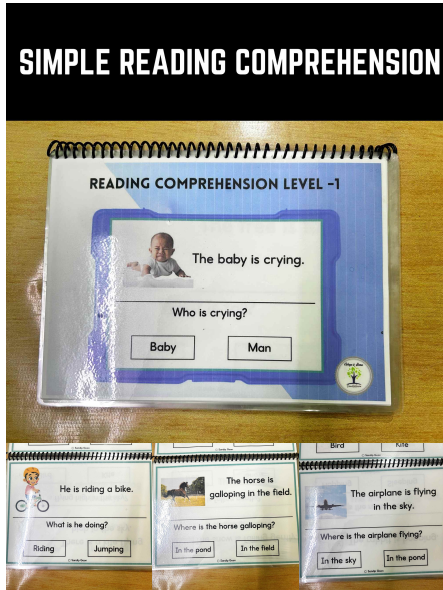 SIMPLE READING COMPREHENSION
READING COMPREHENSION LEVEL -1
The baby is crying.
Who is crying?
Baby
Man
He is riding a bike.
What is he doing?
Riding
Jumping
The horse is
galloping in the field.
Where is the horse galloping?
In the pond
In the field
Bird
Kite
The airplane is flying
in the sky.
Where is the airplane flying?
In the sky
In the pond